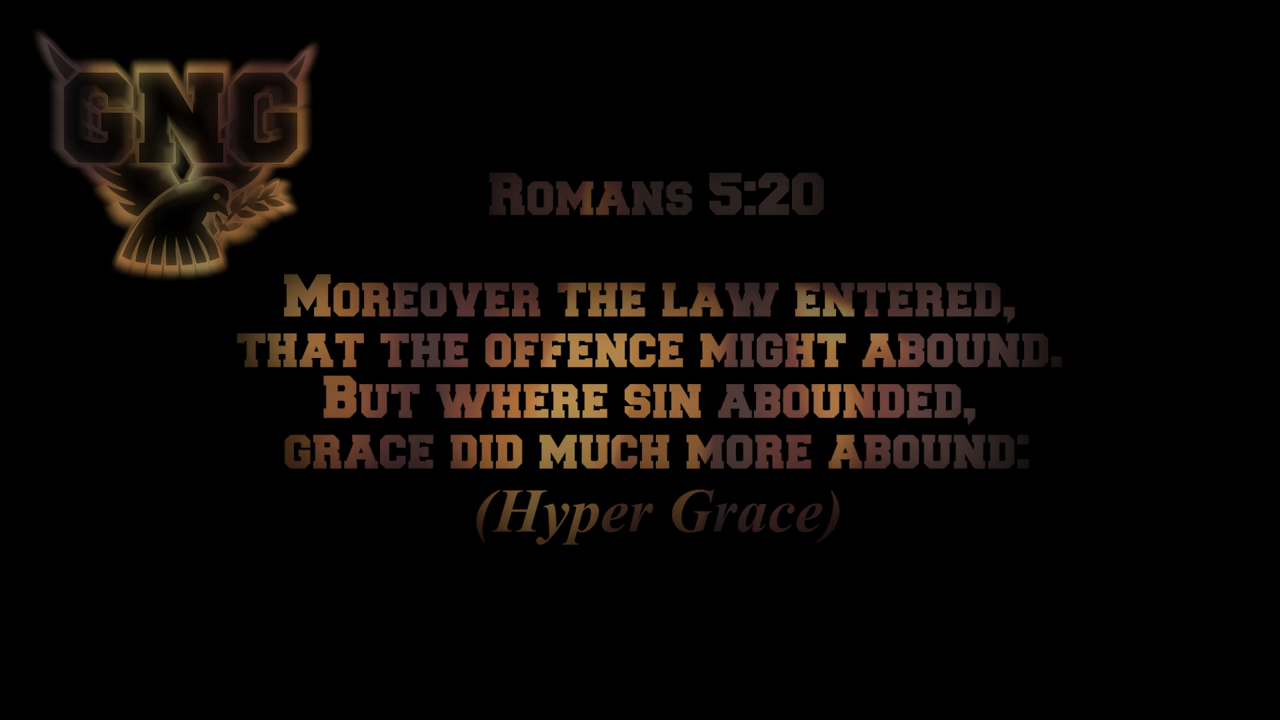 GNG
Romans 5:20
Moreover the law entered,
that the offence might abound.
But where sin abounded,
grace did much more abound:
(Hyper Grace)